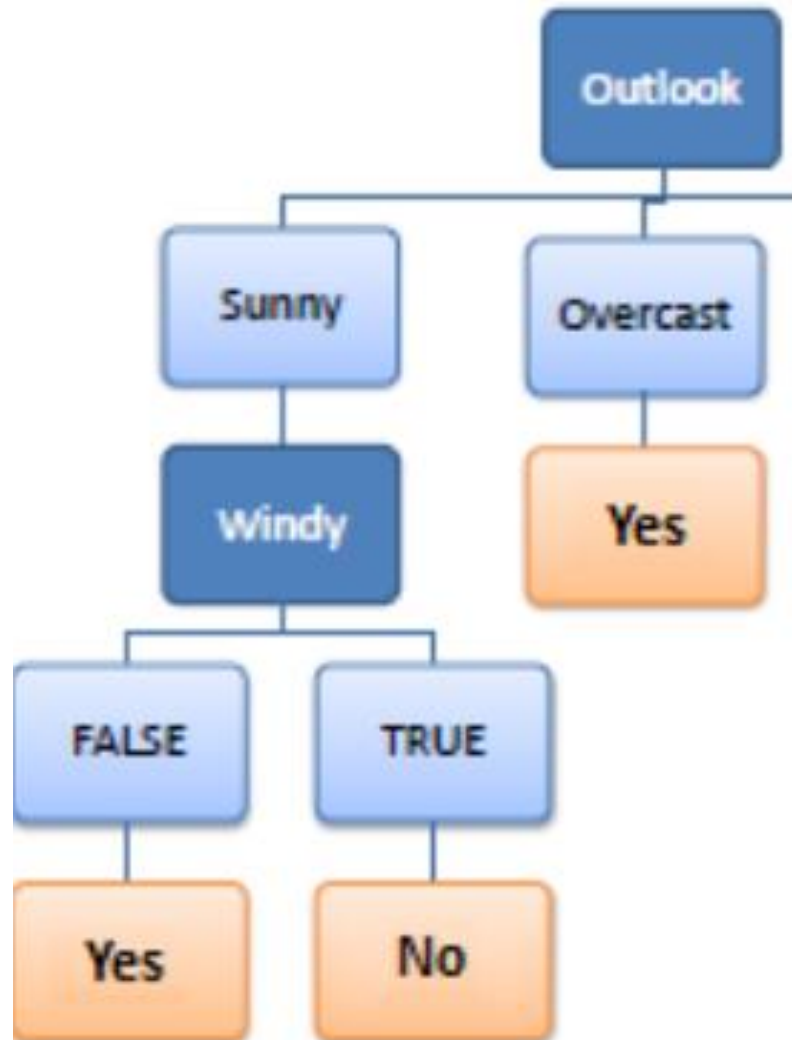 Outlook
Sunny
Overcast
Windy
Yes
FALSE
TRUE
Yes
No